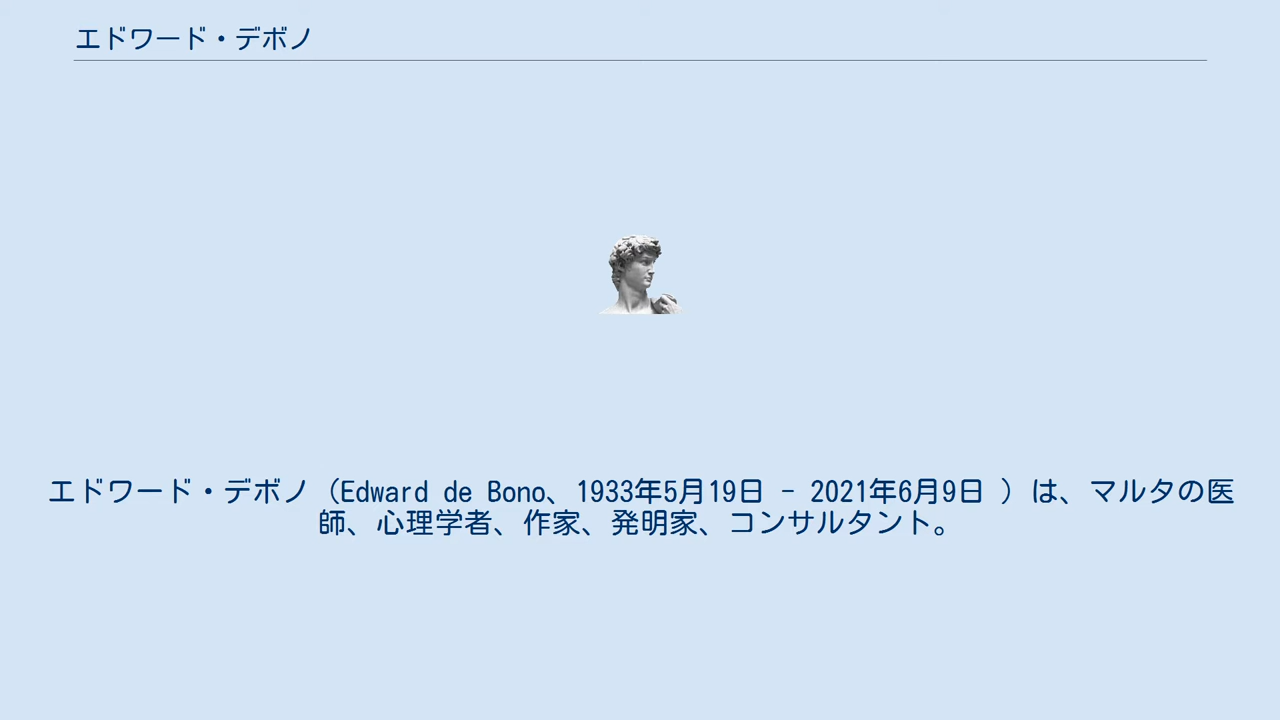 エドワード・デボノ
エドワード・デボノ（Edward de Bono、1933年5月19日 - 2021年6月9日 ）は、マルタの医
師、心理学者、作家、発明家、コンサルタント。